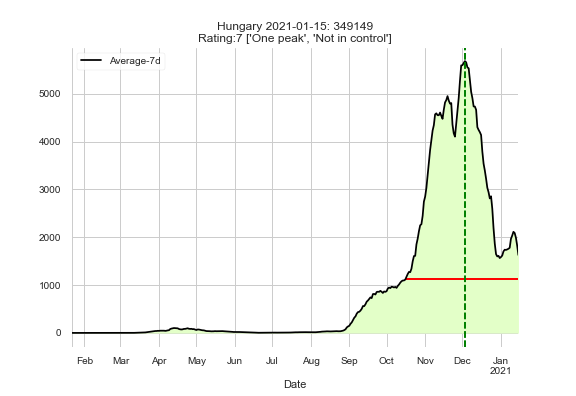 Hungary 2021-01-15: 349149
Rating:7 ['One peak', 'Not in control']
Average-7d
5000
4000
3000
2000
1000
0
Feb Mar Apr May Jun Jul Aug Sep Oct Nov Dec Jan
2021
Date